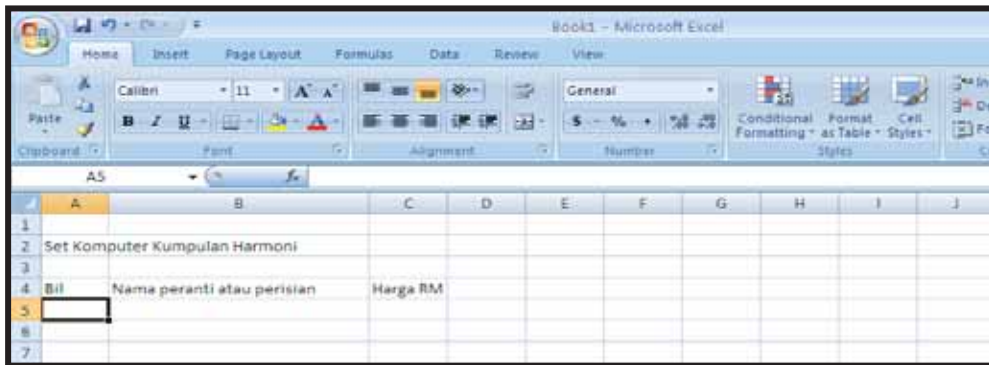 Book1 - Microsoft Excel
Home Insert Page Layout Formulas Data Review View
Calibri 11 A A General
Paste B I U A $ % Conditional Formatting Format as Table Cell Styles
Clipboard Font Alignment Number Styles
A5 fx
A B C D E F G H I J
1
2 Set Komputer Kumpulan Harmoni
3
4 Bil Nama peranti atau perisian Harga RM
5
6
7